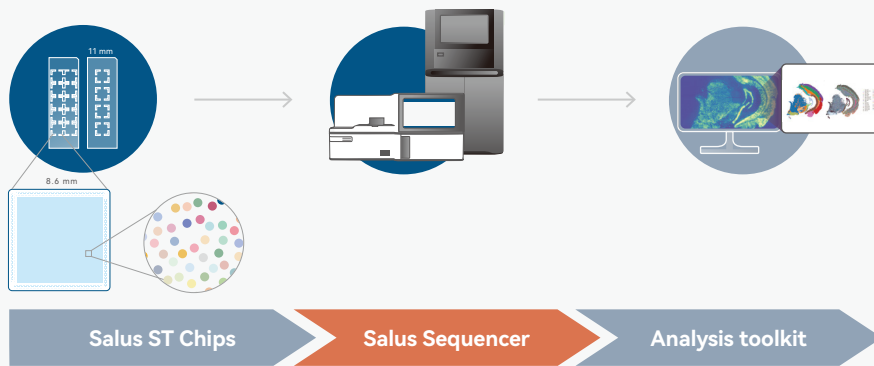 11 mm
8.6 mm
Salus ST Chips
Salus Sequencer
Analysis toolkit